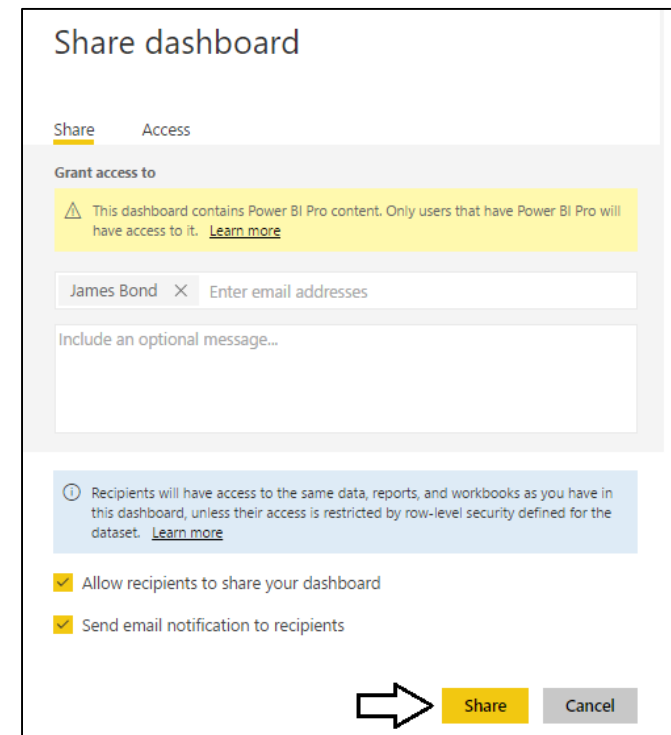 Share dashboard
Share Access
Grant access to
This dashboard contains Power BI Pro content. Only users that have Power BI Pro will
have access to it. Learn more
James Bond Enter email addresses
Include an optional message...
Recipients will have access to the same data, reports, and workbooks as you have in
this dashboard, unless their access is restricted by row-level security defined for the
dataset. Learn more
Allow recipients to share your dashboard
Send email notification to recipients
Share Cancel